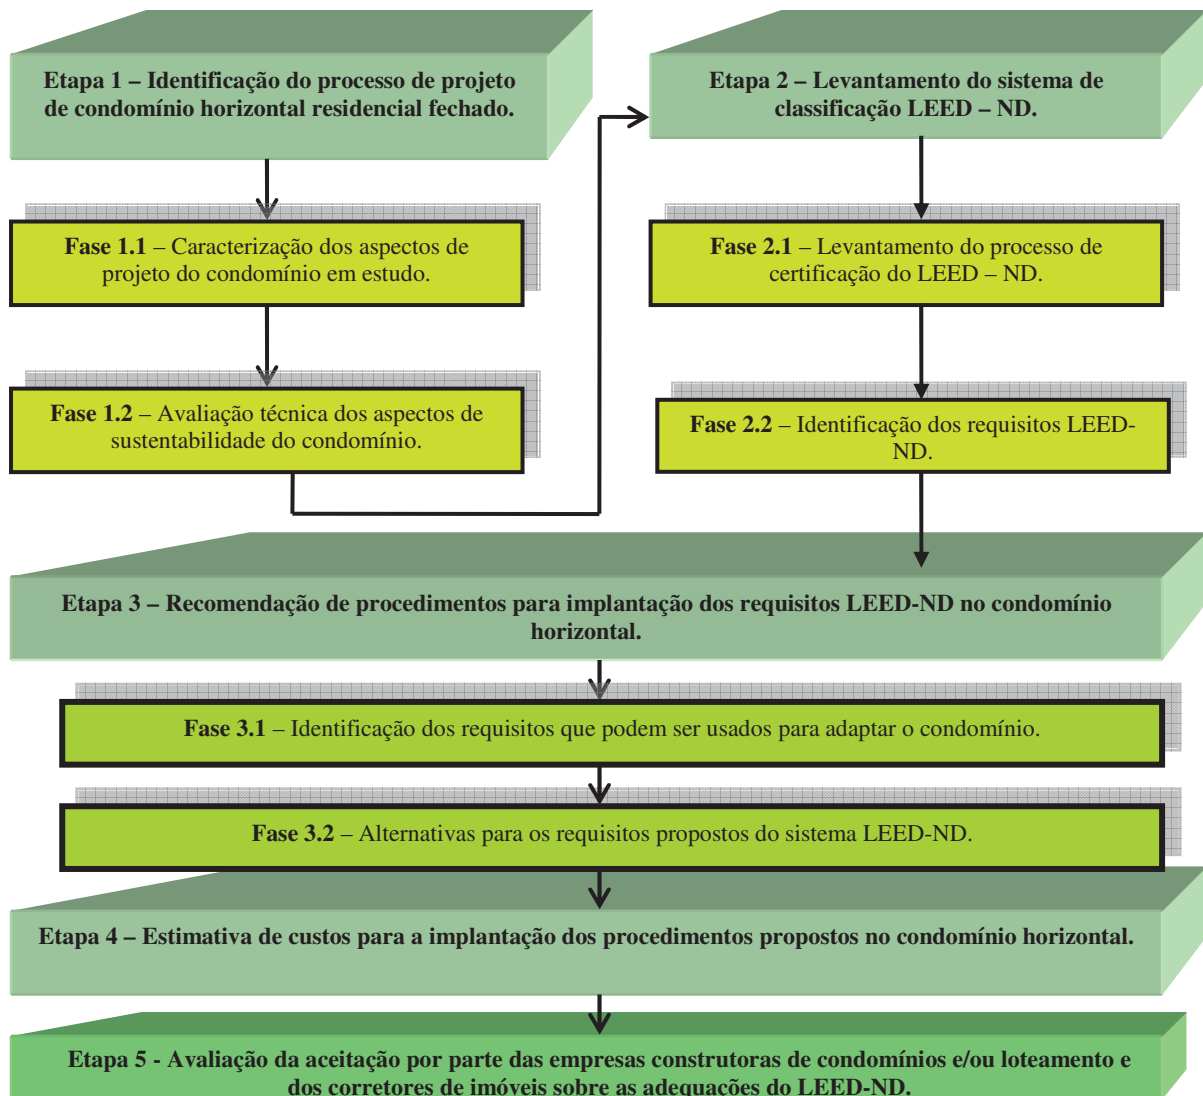 Etapa 1 – Identificação do processo de projeto
de condomínio horizontal residencial fechado.
Fase 1.1 – Caracterização dos aspectos de
projeto do condomínio em estudo.
Fase 1.2 – Avaliação técnica dos aspectos de
sustentabilidade do condomínio.
Etapa 2 – Levantamento do sistema de
classificação LEED – ND.
Fase 2.1 – Levantamento do processo de
certificação do LEED – ND.
Fase 2.2 – Identificação dos requisitos LEED-
ND.
Etapa 3 – Recomendação de procedimentos para implantação dos requisitos LEED-ND no condomínio
horizontal.
Fase 3.1 – Identificação dos requisitos que podem ser usados para adaptar o condomínio.
Fase 3.2 – Alternativas para os requisitos propostos do sistema LEED-ND.
Etapa 4 – Estimativa de custos para a implantação dos procedimentos propostos no condomínio horizontal.
Etapa 5 - Avaliação da aceitação por parte das empresas construtoras de condomínios e/ou loteamento e
dos corretores de imóveis sobre as adequações do LEED-ND.